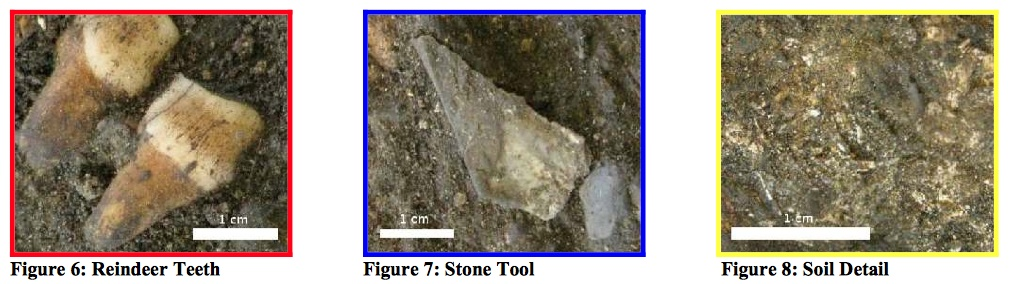 1 cm
1 cm
1 cm
Figure 6: Reindeer Teeth
Figure 7: Stone Tool
Figure 8: Soil Detail